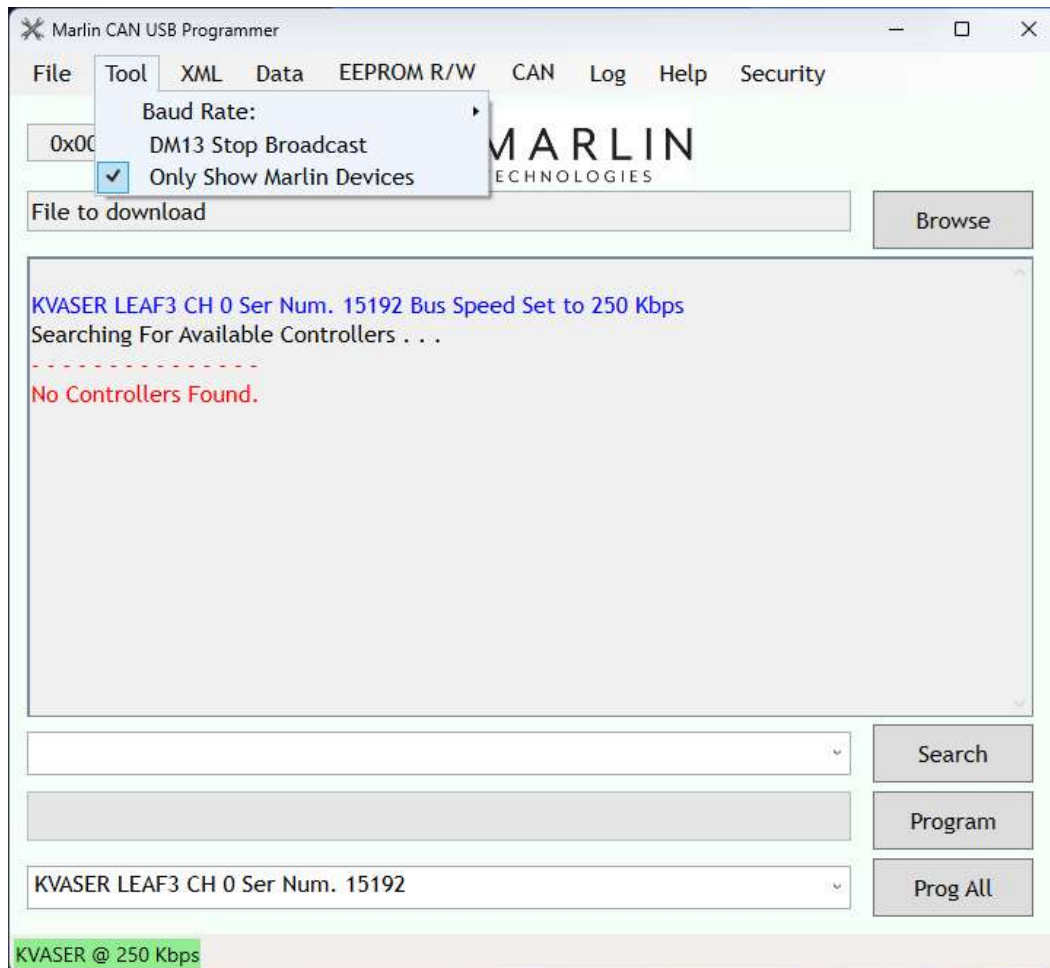 Marlin CAN USB Programmer
File Tool XML Data EEPROM R/W CAN Log Help Security
Baud Rate:
DM13 Stop Broadcast
Only Show Marlin Devices
0x00
MARLIN
TECHNOLOGIES
File to download
Browse
KVASER LEAF3 CH 0 Ser Num. 15192 Bus Speed Set to 250 Kbps
Searching For Available Controllers . . .
- - - - - - - - - - - - - - -
No Controllers Found.
Search
Program
KVASER LEAF3 CH 0 Ser Num. 15192
Prog All
KVASER @ 250 Kbps